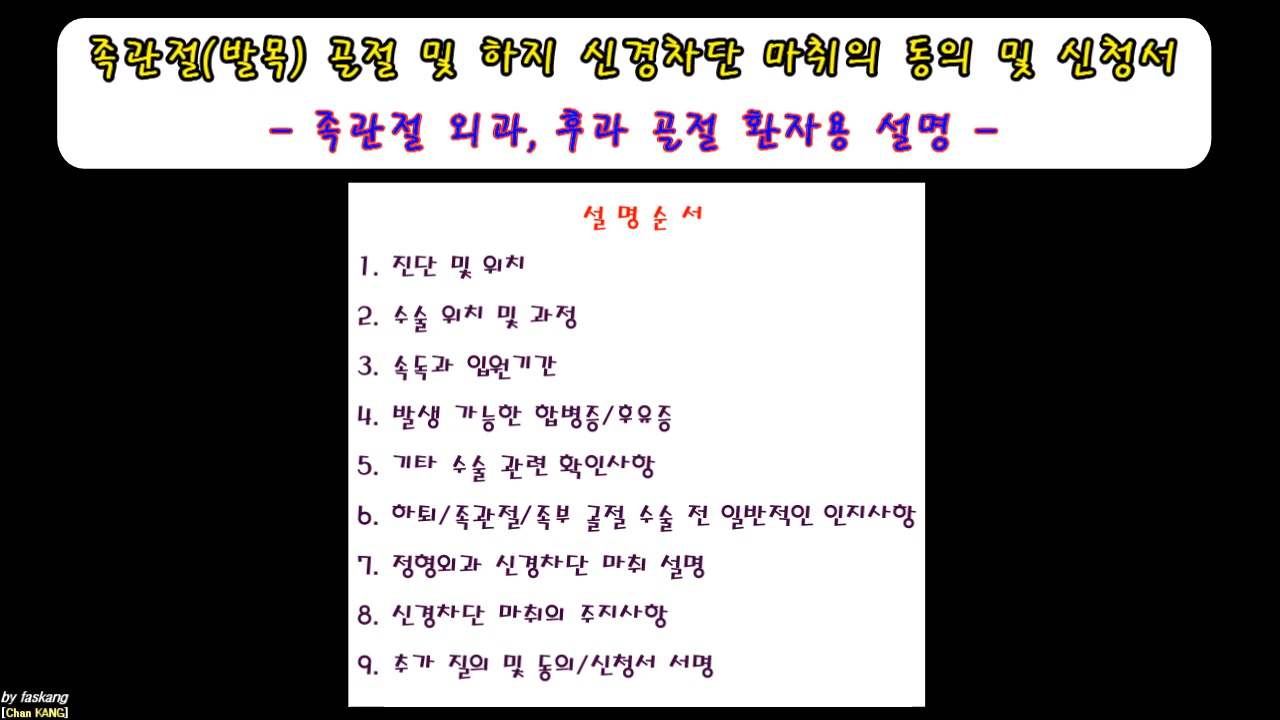 족관절(발목) 골절 및 하지 신경차단 마취의 동의 및 신청서
- 족관절 외과, 후과 골절 환자용 설명 -
설 명 순 서
1. 진단 및 위치
2. 수술 위치 및 과정
3. 속독과 입원기간
4. 발생 가능한 합병증/후유증
5. 기타 수술 관련 확인사항
6. 하퇴/족관절/족부 골절 수술 전 일반적인 인지사항
7. 정형외과 신경차단 마취 설명
8. 신경차단 마취의 주지사항
9. 추가 질의 및 동의/신청서 서명
by faskang
[Chan KANG]